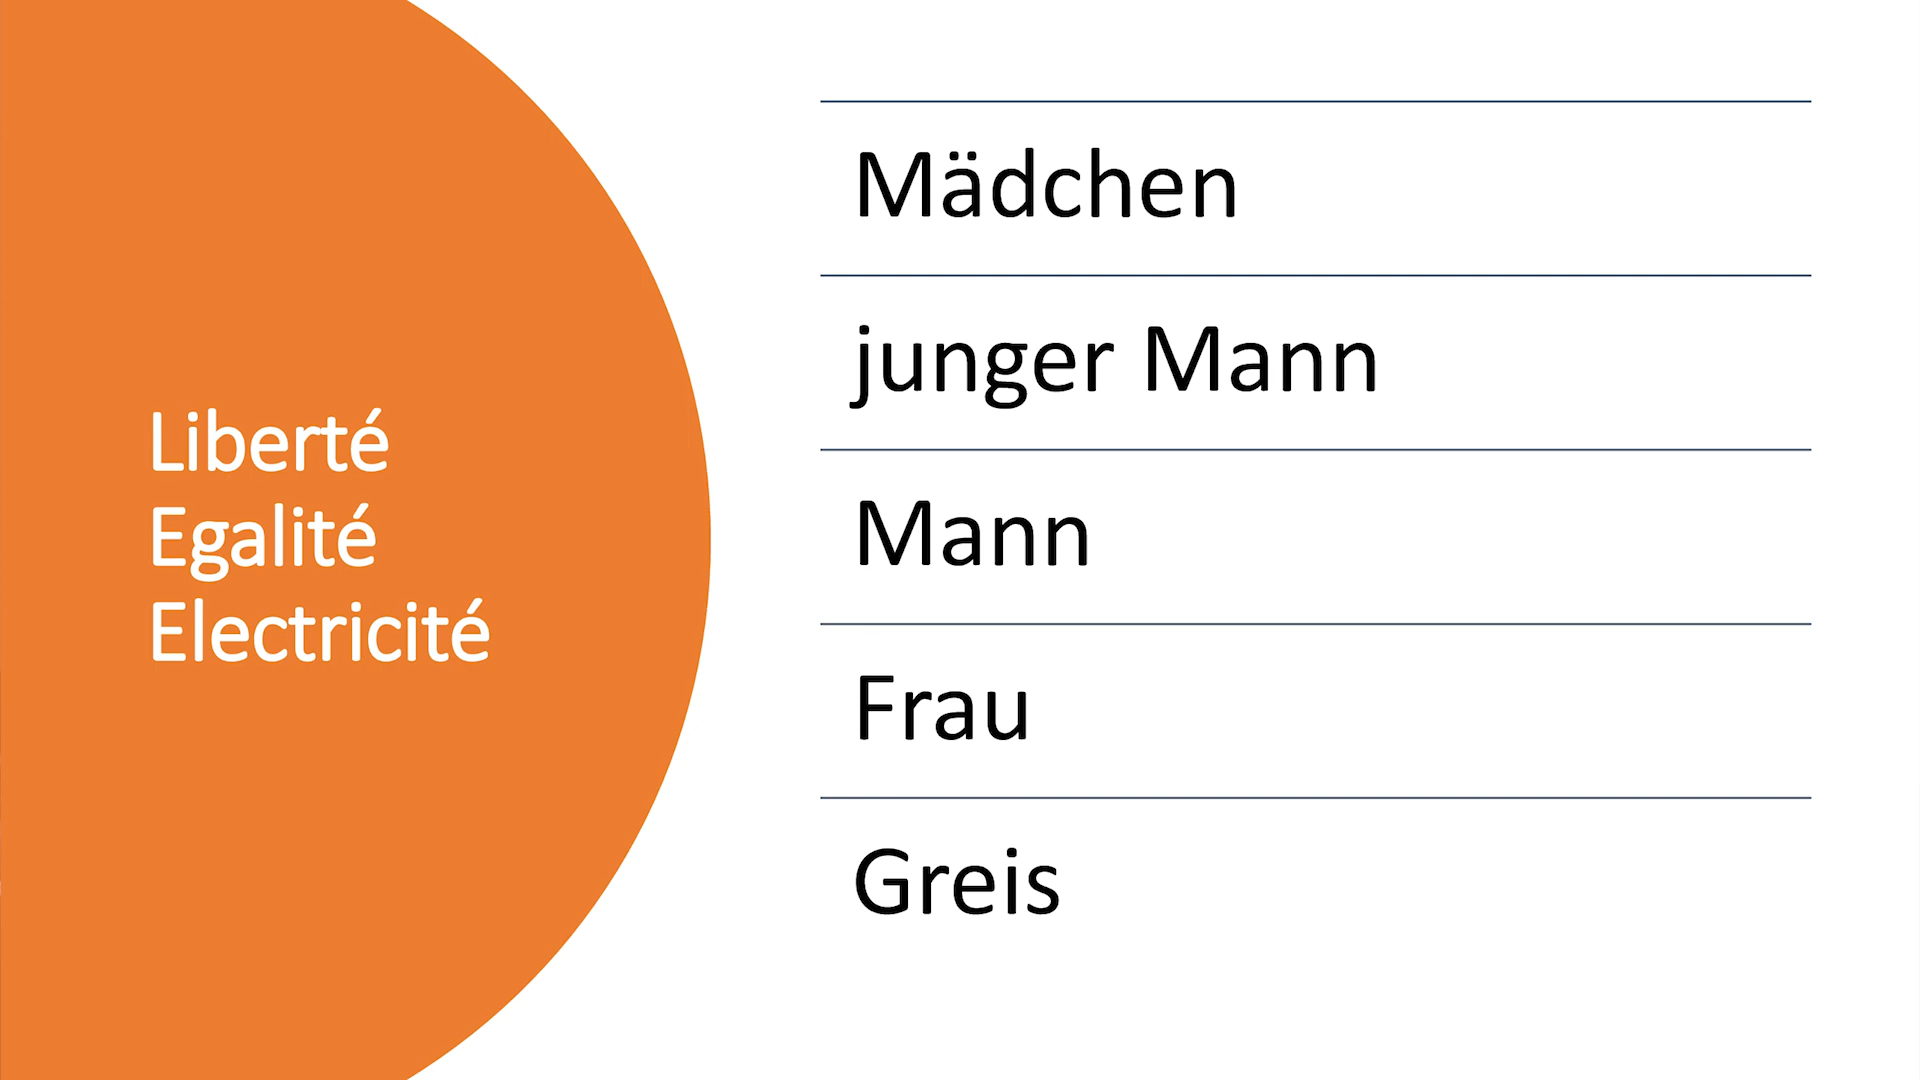 Liberté
Egalité
Electricité
Mädchen
junger Mann
Mann
Frau
Greis